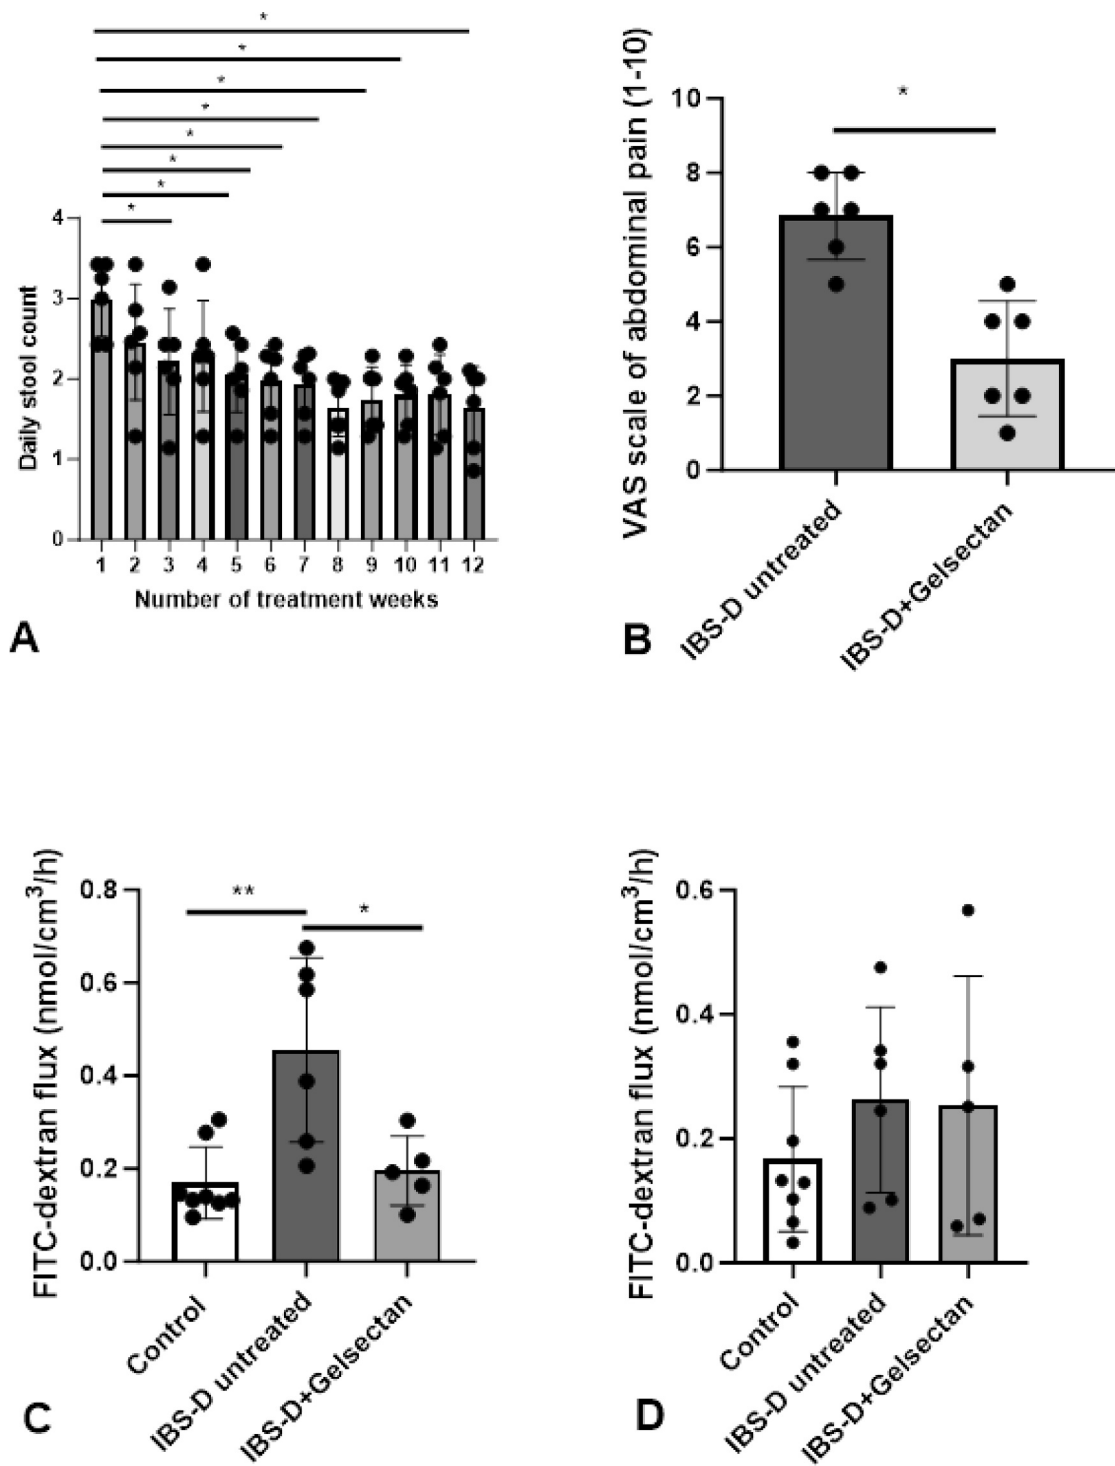 *
*
*
*
*
*
*
*
4
3
2
1
0
Daily stool count
1 2 3 4 5 6 7 8 9 10 11 12
Number of treatment weeks
A
*
10
8
6
4
2
0
VAS scale of abdominal pain (1-10)
IBS-D untreated
IBS-D+Gelsectan
B
**
*
0.8
0.6
0.4
0.2
0.0
FITC-dextran flux (nmol/cm³/h)
Control
IBS-D untreated
IBS-D+Gelsectan
C
0.6
0.4
0.2
0.0
FITC-dextran flux (nmol/cm³/h)
Control
IBS-D untreated
IBS-D+Gelsectan
D